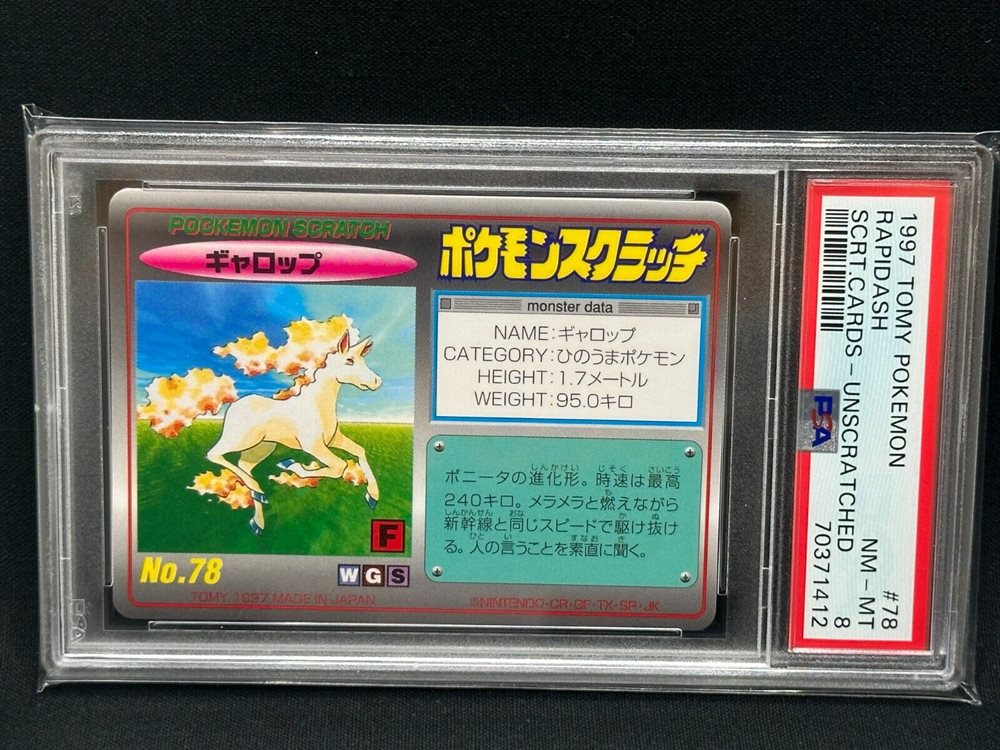 POCKEMON SCRATCH
ギャロップ
No.78
F
W G S
TOMY 1997 MADE IN JAPAN
ポケモンスクラッチ
monster data
NAME:ギャロップ
CATEGORY:ひのうまポケモン
HEIGHT:1.7メートル
WEIGHT:95.0キロ
ポニータの進化形。時速は最高
240キロ。メラメラと燃えながら
新幹線と同じスピードで駆け抜け
る。人の言うことを素直に聞く。
©NINTENDO·CR·GF·TX·SP·JK
1997 TOMY POKEMON
RAPIDASH
SCRT.CARDS - UNSCRATCHED
#78
NM - MT
8
70371412
PSA